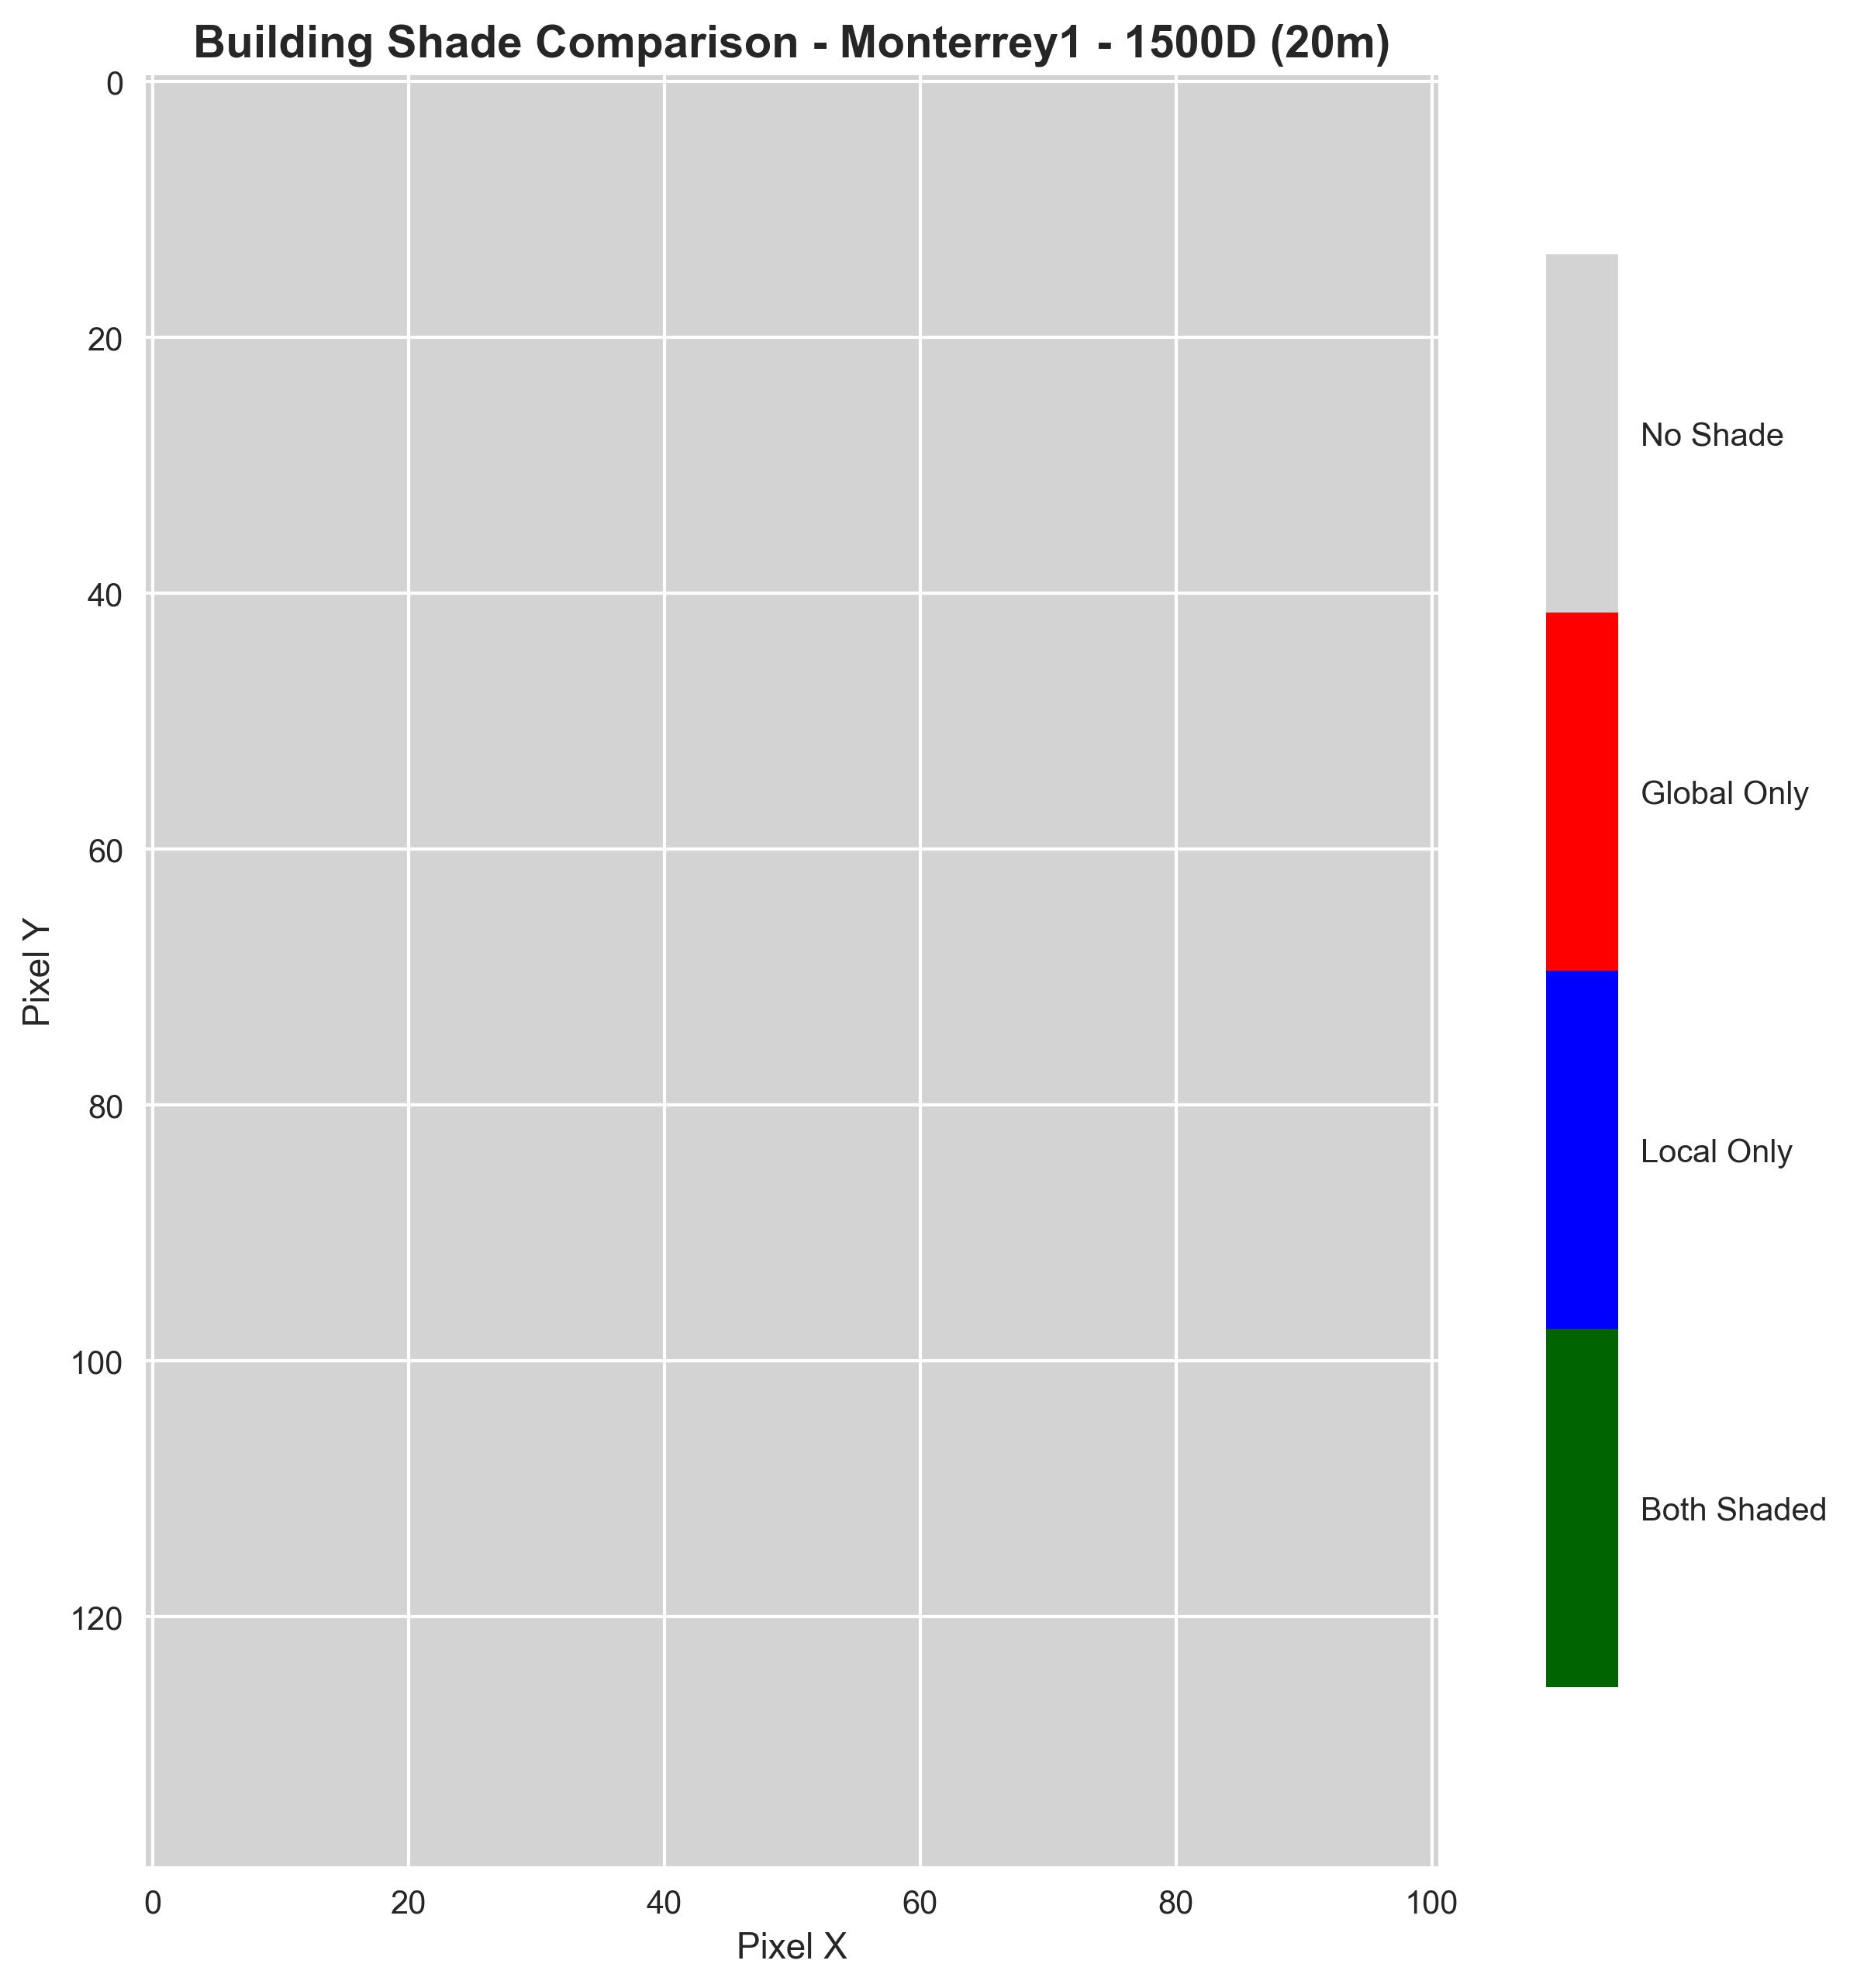 Building Shade Comparison - Monterrey1 - 1500D (20m)
0
20
40
60
80
100
120
Pixel Y
0 20 40 60 80 100
Pixel X
No Shade
Global Only
Local Only
Both Shaded